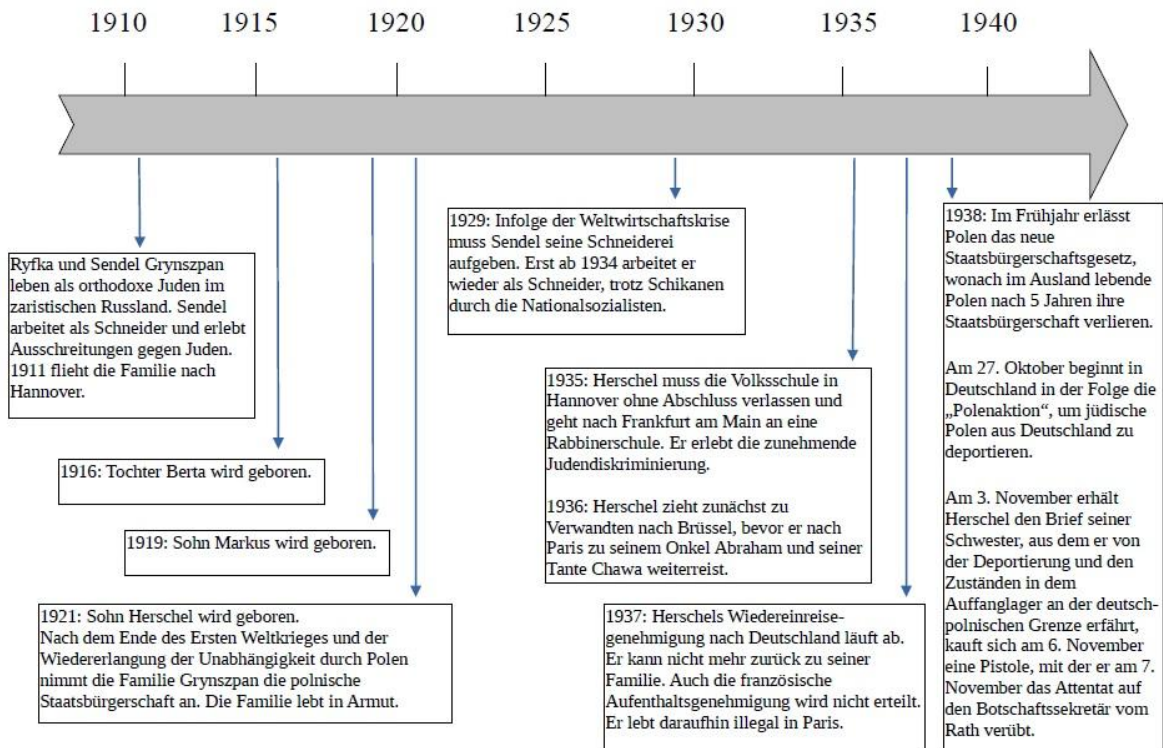 1910 1915 1920 1925 1930 1935 1940
Ryfka und Sendel Grynszpan
leben als orthodoxe Juden im
zaristischen Russland. Sendel
arbeitet als Schneider und erlebt
Ausschreitungen gegen Juden.
1911 flieht die Familie nach
Hannover.
1916: Tochter Berta wird geboren.
1919: Sohn Markus wird geboren.
1921: Sohn Herschel wird geboren.
Nach dem Ende des Ersten Weltkrieges und der
Wiedererlangung der Unabhängigkeit durch Polen
nimmt die Familie Grynszpan die polnische
Staatsbürgerschaft an. Die Familie lebt in Armut.
1929: Infolge der Weltwirtschaftskrise
muss Sendel seine Schneiderei
aufgeben. Erst ab 1934 arbeitet er
wieder als Schneider, trotz Schikanen
durch die Nationalsozialisten.
1935: Herschel muss die Volksschule in
Hannover ohne Abschluss verlassen und
geht nach Frankfurt am Main an eine
Rabbinerschule. Er erlebt die zunehmende
Judendiskriminierung.
1936: Herschel zieht zunächst zu
Verwandten nach Brüssel, bevor er nach
Paris zu seinem Onkel Abraham und seiner
Tante Chawa weiterreist.
1937: Herschels Wiedereinreise-
genehmigung nach Deutschland läuft ab.
Er kann nicht mehr zurück zu seiner
Familie. Auch die französische
Aufenthaltsgenehmigung wird nicht erteilt.
Er lebt daraufhin illegal in Paris.
1938: Im Frühjahr erlässt
Polen das neue
Staatsbürgerschaftsgesetz,
wonach im Ausland lebende
Polen nach 5 Jahren ihre
Staatsbürgerschaft verlieren.
Am 27. Oktober beginnt in
Deutschland in der Folge die
„Polenaktion“, um jüdische
Polen aus Deutschland zu
deportieren.
Am 3. November erhält
Herschel den Brief seiner
Schwester, aus dem er von
der Deportierung und den
Zuständen in dem
Auffanglager an der deutsch-
polnischen Grenze erfährt,
kauft sich am 6. November
eine Pistole, mit der er am 7.
November das Attentat auf
den Botschaftssekretär vom
Rath verübt.